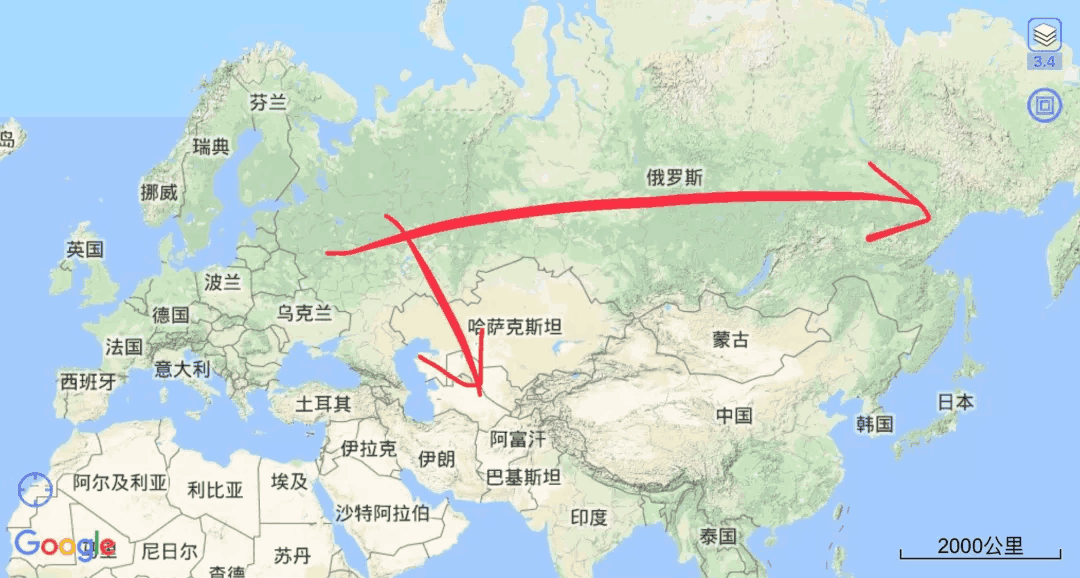 3.4
芬兰
岛
瑞典
俄罗斯
挪威
英国
波兰
德国
乌克兰
哈萨克斯坦
法国
蒙古
意大利
西班牙
土耳其
日本
中国
韩国
伊拉克
阿富汗
伊朗
巴基斯坦
阿尔及利亚
利比亚
埃及
沙特阿拉伯
印度
泰国
Google
尼日尔
苏丹
2000公里